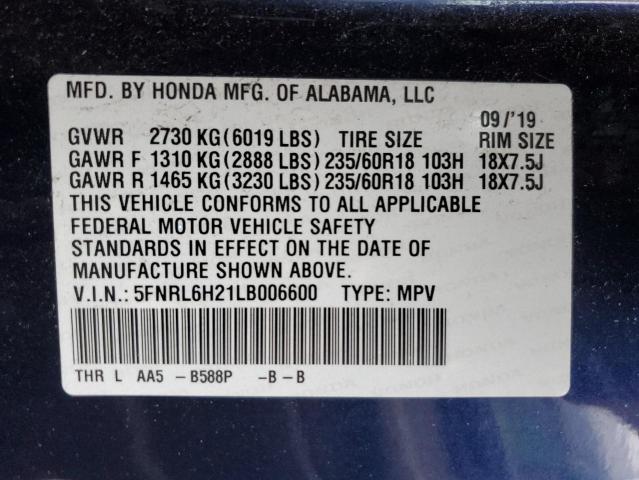 MFD. BY HONDA MFG. OF ALABAMA, LLC
09/'19
GVWR 2730 KG(6019 LBS) TIRE SIZE RIM SIZE
GAWR F 1310 KG(2888 LBS) 235/60R18 103H 18X7.5J
GAWR R 1465 KG(3230 LBS) 235/60R18 103H 18X7.5J
THIS VEHICLE CONFORMS TO ALL APPLICABLE
FEDERAL MOTOR VEHICLE SAFETY
STANDARDS IN EFFECT ON THE DATE OF
MANUFACTURE SHOWN ABOVE.
V.I.N.: 5FNRL6H21LB006600 TYPE: MPV
THR L AA5 -B588P -B -B